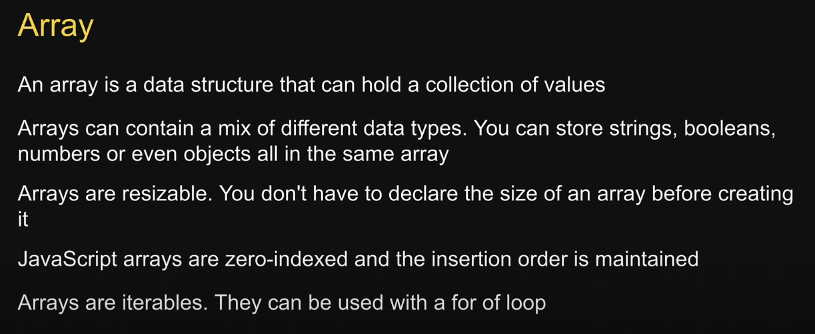 Array
An array is a data structure that can hold a collection of values
Arrays can contain a mix of different data types. You can store strings, booleans,
numbers or even objects all in the same array
Arrays are resizable. You don't have to declare the size of an array before creating
it
JavaScript arrays are zero-indexed and the insertion order is maintained
Arrays are iterables. They can be used with a for of loop